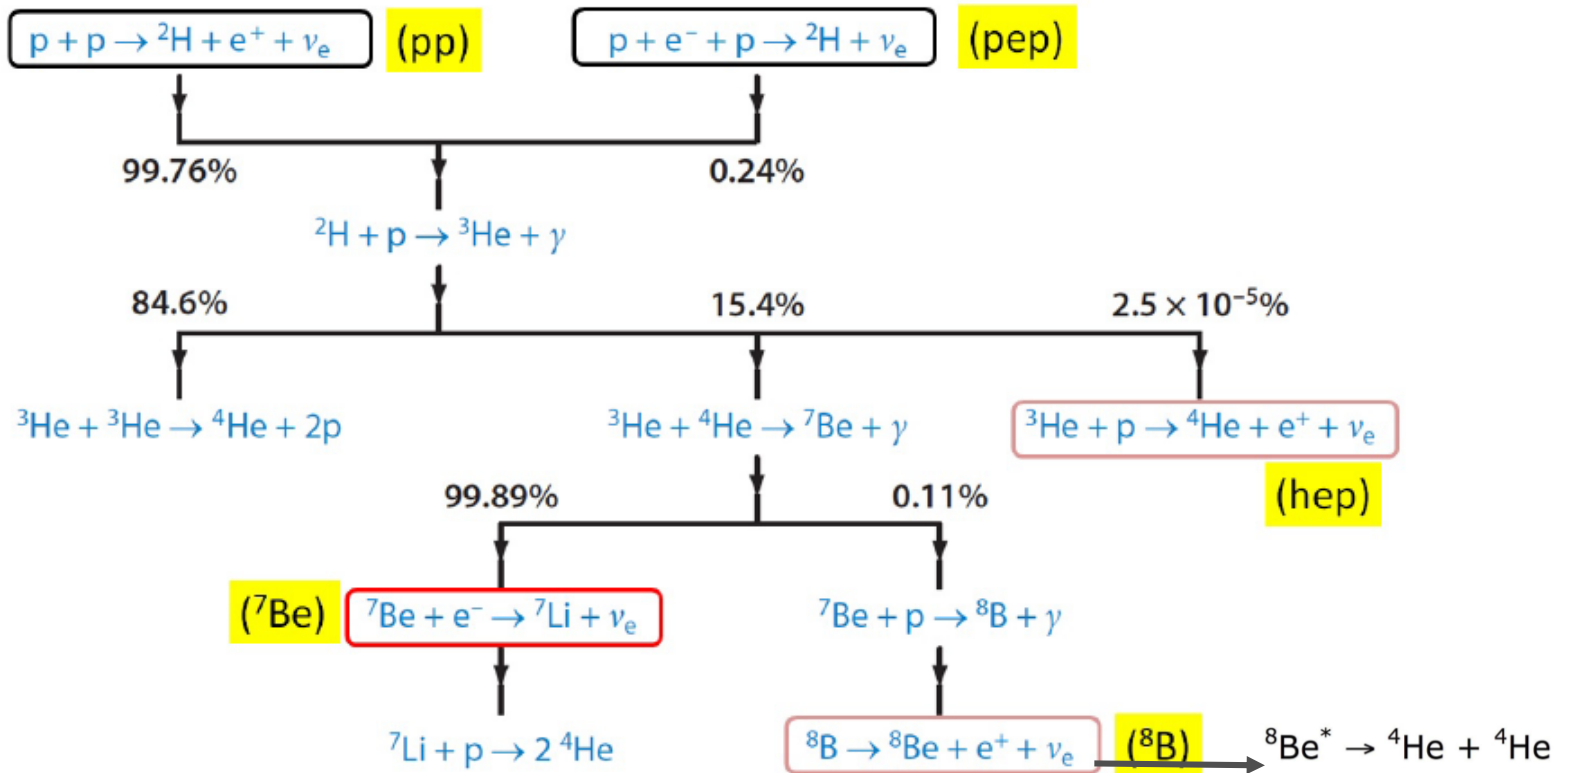 p + p → ²H + e⁺ + νₑ (pp) p + e⁻ + p → ²H + νₑ (pep)
99.76% 0.24%
²H + p → ³He + γ
84.6% 15.4% 2.5 × 10⁻⁵%
³He + ³He → ⁴He + 2p ³He + ⁴He → ⁷Be + γ ³He + p → ⁴He + e⁺ + νₑ
(hep)
99.89% 0.11%
(⁷Be) ⁷Be + e⁻ → ⁷Li + νₑ ⁷Be + p → ⁸B + γ
⁷Li + p → 2 ⁴He ⁸B → ⁸Be + e⁺ + νₑ (⁸B) ⁸Be* → ⁴He + ⁴He